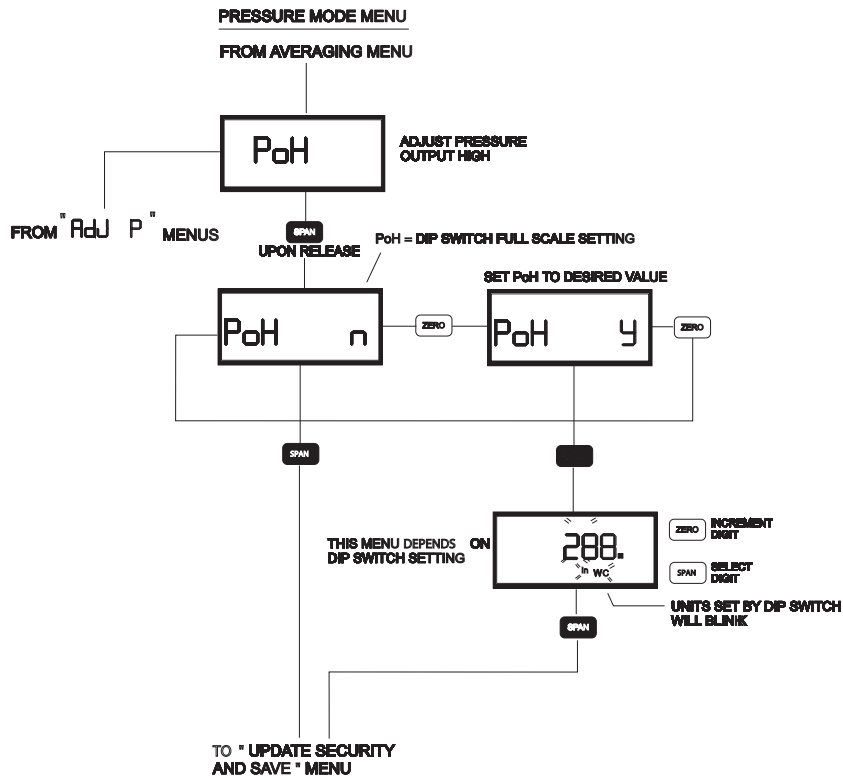 PRESSURE MODE MENU
FROM AVERAGING MENU
PoH
ADJUST PRESSURE
OUTPUT HIGH
FROM "AdJ P" MENUS
SPAN
UPON RELEASE
PoH = DIP SWITCH FULL SCALE SETTING
SET PoH TO DESIRED VALUE
PoH n
ZERO
PoH Y
ZERO
SPAN
THIS MENU DEPENDS ON
DIP SWITCH SETTING
288.
in WC
ZERO
INCREMENT
DIGIT
SPAN
SELECT
DIGIT
UNITS SET BY DIP SWITCH
WILL BLINK
SPAN
TO " UPDATE SECURITY
AND SAVE " MENU